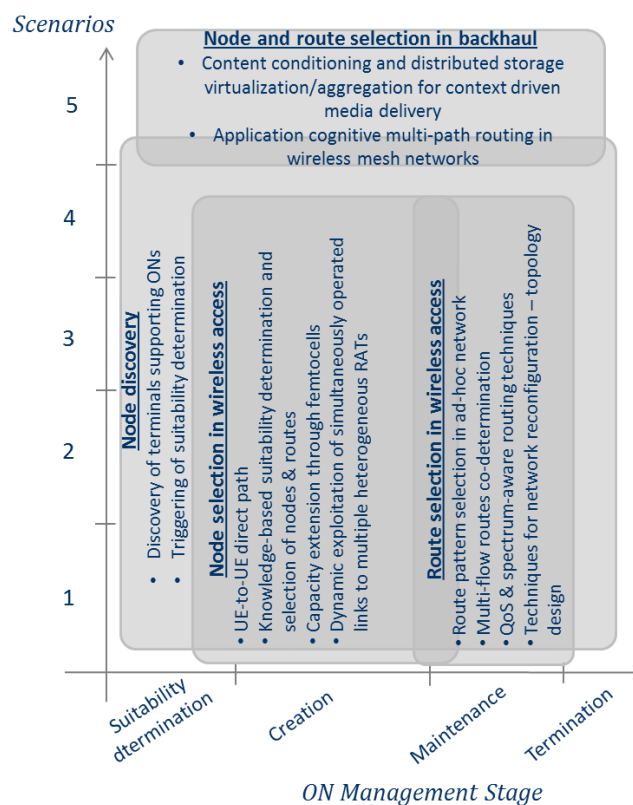 Scenarios
Node and route selection in backhaul
• Content conditioning and distributed storage
virtualization/aggregation for context driven
media delivery
• Application cognitive multi-path routing in
wireless mesh networks
5
4
3
2
1
Node discovery
• Discovery of terminals supporting ONs
• Triggering of suitability determination
Node selection in wireless access
• UE-to-UE direct path
• Knowledge-based suitability determination and
selection of nodes & routes
• Capacity extension through femtocells
• Dynamic exploitation of simultaneously operated
links to multiple heterogeneous RATs
Route selection in wireless access
• Route pattern selection in ad-hoc network
• Multi-flow routes co-determination
• QoS & spectrum-aware routing techniques
• Techniques for network reconfiguration – topology
design
Suitability
dtermination
Creation
Maintenance
Termination
ON Management Stage